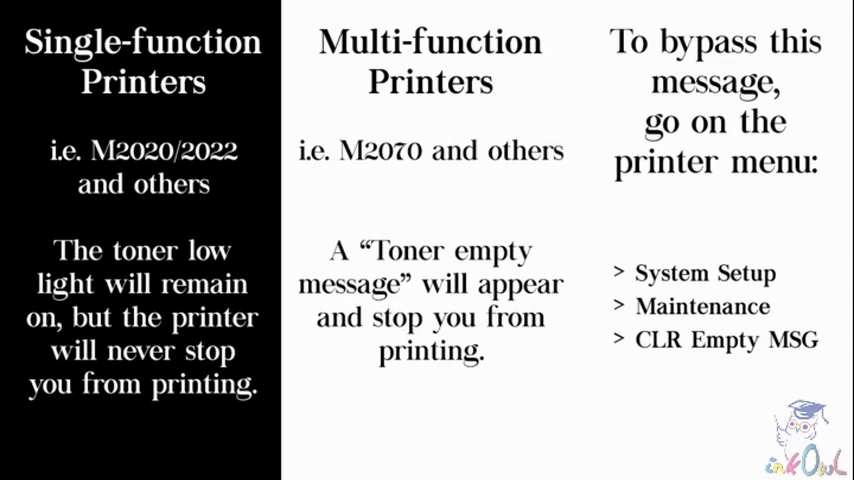 Single-function
Printers
i.e. M2020/2022
and others
The toner low
light will remain
on, but the printer
will never stop
you from printing.
Multi-function
Printers
i.e. M2070 and others
A “Toner empty
message” will appear
and stop you from
printing.
To bypass this
message,
go on the
printer menu:
> System Setup
> Maintenance
> CLR Empty MSG
inkOwl